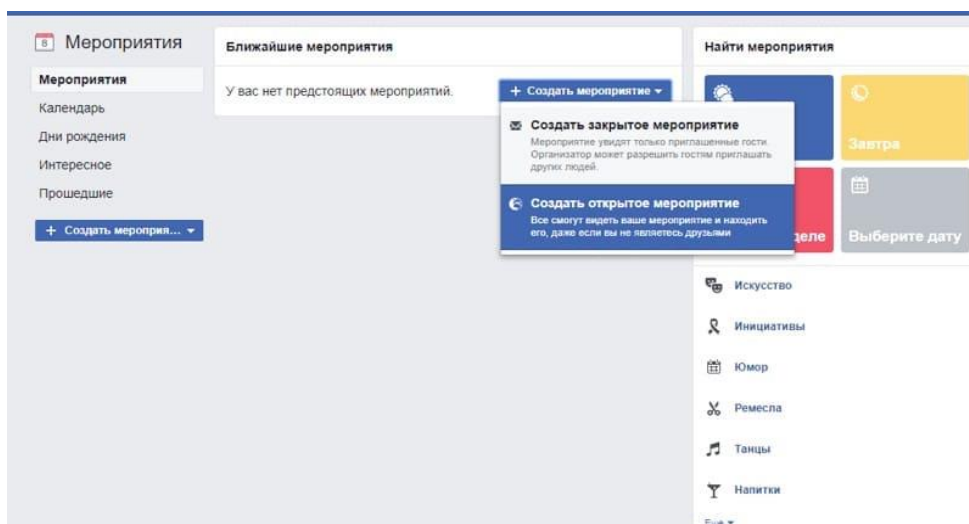 8 Мероприятия
Мероприятия
Календарь
Дни рождения
Интересное
Прошедшие
+ Создать мероприя...
Ближайшие мероприятия
У вас нет предстоящих мероприятий.
+ Создать мероприятие
Создать закрытое мероприятие
Мероприятие увидят только приглашенные гости.
Организатор может разрешить гостям приглашать
других людей.
Создать открытое мероприятие
Все смогут видеть ваше мероприятие и находить
его, даже если вы не являетесь друзьями
Найти мероприятия
Завтра
еле
Выберите дату
Искусство
Инициативы
Юмор
Ремесла
Танцы
Напитки